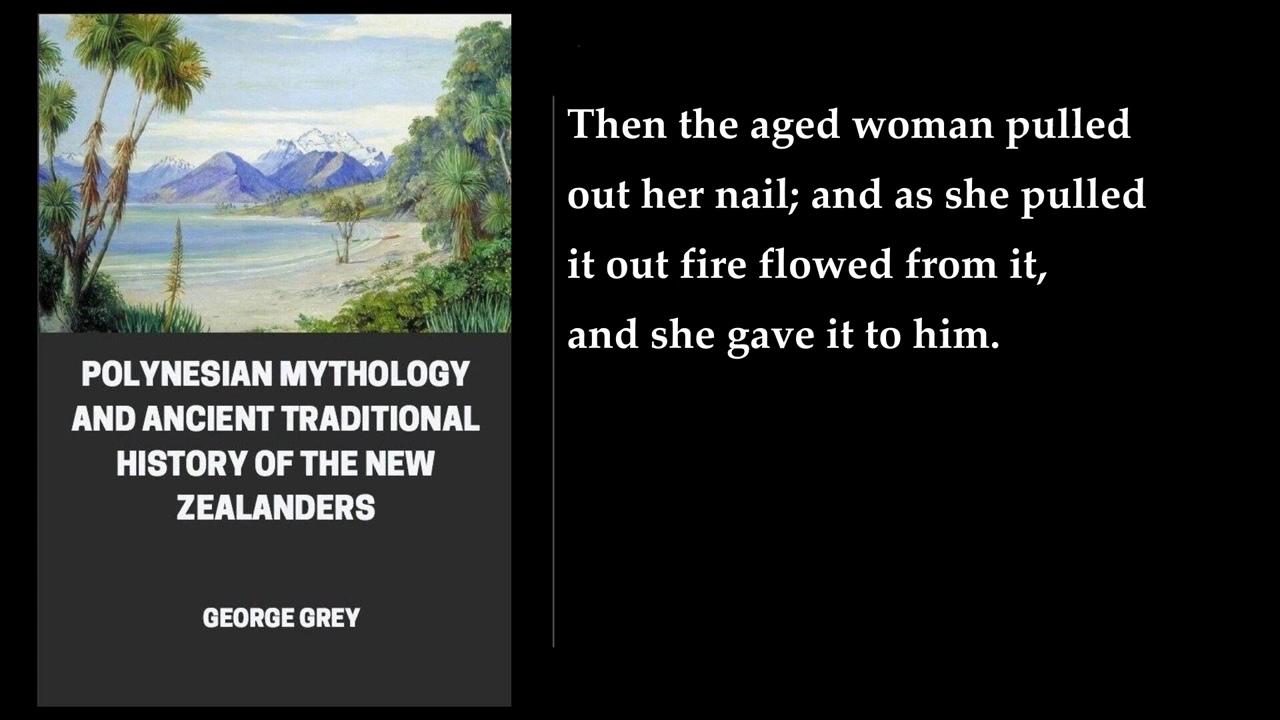 POLYNESIAN MYTHOLOGY
AND ANCIENT TRADITIONAL
HISTORY OF THE NEW
ZEALANDERS
GEORGE GREY
Then the aged woman pulled
out her nail; and as she pulled
it out fire flowed from it,
and she gave it to him.